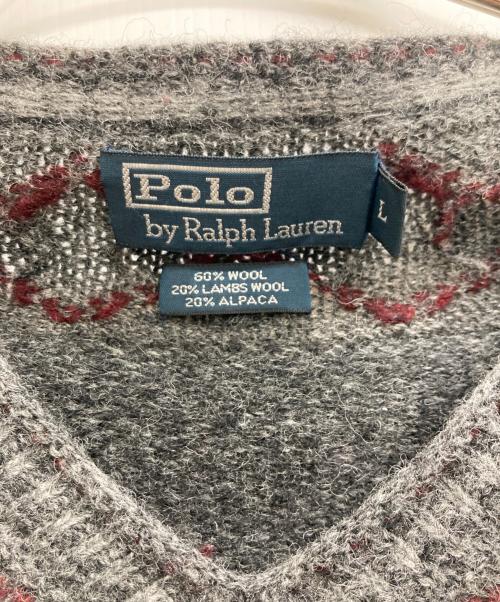 Polo
by Ralph Lauren
L
60% WOOL
20% LAMBS WOOL
20% ALPACA